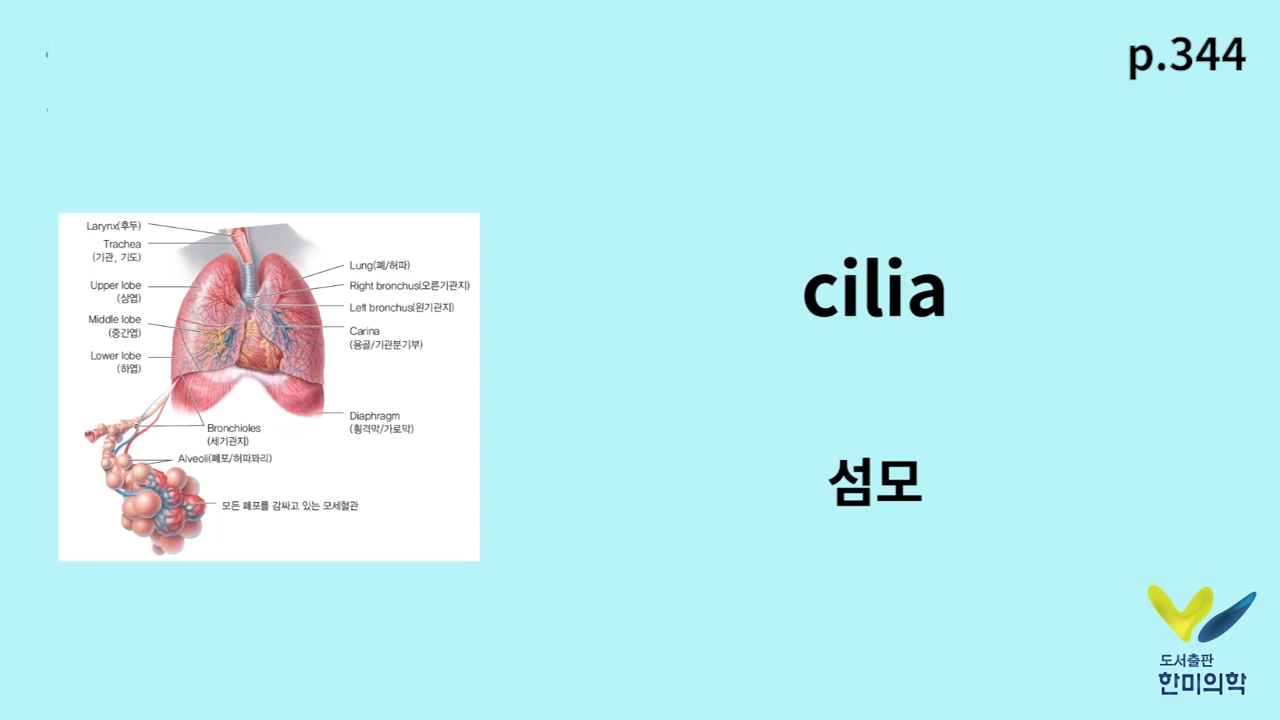 p.344
Larynx(후두)
Trachea
(기관, 기도)
Upper lobe
(상엽)
Middle lobe
(중간엽)
Lower lobe
(하엽)
Lung(폐/허파)
Right bronchus(오른기관지)
Left bronchus(왼기관지)
Carina
(용골/기관분기부)
Diaphragm
(횡격막/가로막)
Bronchioles
(세기관지)
Alveoli(폐포/허파꽈리)
모든 폐포를 감싸고 있는 모세혈관
cilia
섬모
도서출판
한미의학